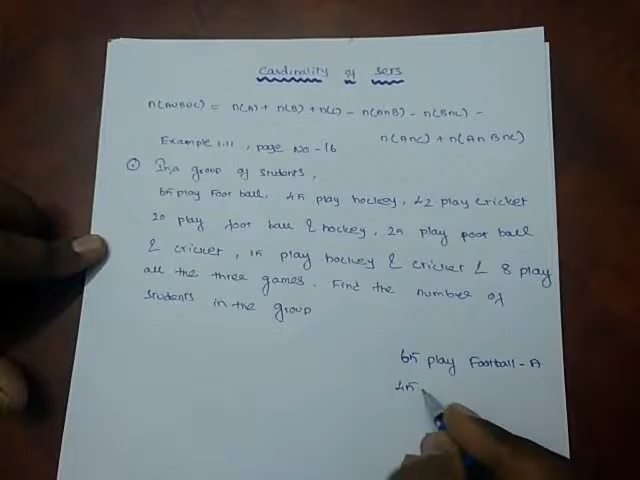 Cardinality of sets
n(AUBUC) = n(A) + n(B) + n(C) - n(A∩B) - n(B∩C) -
n(A∩C) + n(A∩B∩C)
Example 1.11, page No - 16
In a group of students,
65 play Foot ball, 45 play hockey, 42 play cricket
20 play foot ball & hockey, 25 play foot ball
& cricket, 15 play hockey & cricket & 8 play
all the three games. Find the number of
students in the group
65 play Football - A
45